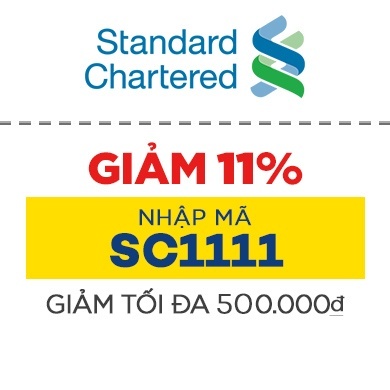 Standard
Chartered
GIẢM 11%
NHẬP MÃ
SC1111
GIẢM TỐI ĐA 500.000₫